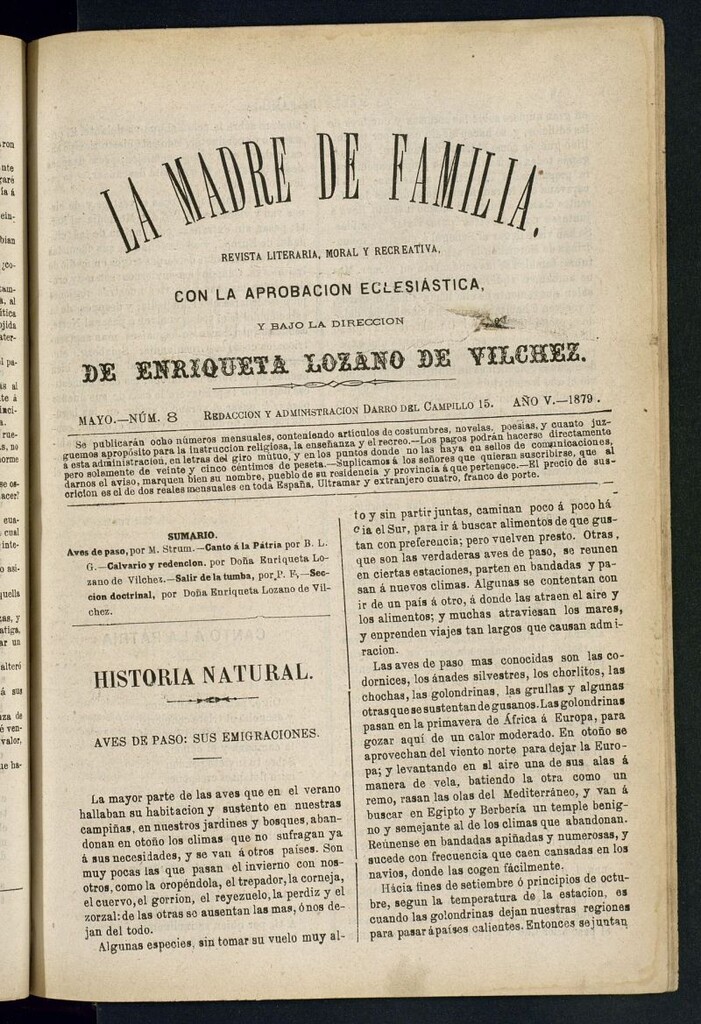 LA MADRE DE FAMILIA.
REVISTA LITERARIA, MORAL Y RECREATIVA,
CON LA APROBACION ECLESIÁSTICA,
Y BAJO LA DIRECCION
DE ENRIQUETA LOZANO DE VILCHEZ.
MAYO.—NÚM. 8 REDACCION Y ADMINISTRACION DARRO DEL CAMPILLO 15. AÑO V.—1879.
Se publicarán ocho números mensuales, conteniendo articulos de costumbres, novelas, poesias, y cuanto juz-
guemos apropósito para la instruccion religiosa, la enseñanza y el recreo.—Los pagos podrán hacerse directamente
á esta administracion, en letras del giro mútuo, y en los puntos donde no las haya en sellos de comunicaciones,
pero solamente de veinte y cinco céntimos de peseta.—Suplicamos á los señores que quieran suscribirse, que al
darnos el aviso, marquen bien su nombre, pueblo de su residencia y provincia á que pertenece.—El precio de sus-
cricion es el de dos reales mensuales en toda España, Ultramar y extranjero cuatro, franco de porte.
SUMARIO.
Aves de paso, por M. Strum.—Canto á la Pátria por B. L.
G.—Calvario y redencion, por Doña Enriqueta Lo-
zano de Vilchez.—Salir de la tumba, por P. F,—Sec-
cion doctrinal, por Doña Enriqueta Lozano de Vil-
chez.
HISTORIA NATURAL.
AVES DE PASO: SUS EMIGRACIONES.
La mayor parte de las aves que en el verano
hallaban su habitacion y sustento en nuestras
campiñas, en nuestros jardines y bosques, aban-
donan en otoño los climas que no sufragan ya
á sus necesidades, y se van á otros países. Son
muy pocas las que pasan el invierno con nos-
otros, como la oropéndola, el trepador, la corneja,
el cuervo, el gorrion, el reyezuelo, la perdiz y el
zorzal: de las otras se ausentan las mas, ó nos de-
jan del todo.
Algunas especies, sin tomar su vuelo muy al-
to y sin partir juntas, caminan poco á poco há
cia el Sur, para ir á buscar alimentos de que gus-
tan con preferencia; pero vuelven presto. Otras,
que son las verdaderas aves de paso, se reunen
en ciertas estaciones, parten en bandadas y pa-
san á nuevos climas. Algunas se contentan con
ir de un país á otro, á donde las atraen el aire y
los alimentos; y muchas atraviesan los mares,
y enprenden viajes tan largos que causan admi-
racion.
Las aves de paso mas conocidas son las co-
dornices, los ánades silvestres, los chorlitos, las
chochas, las golondrinas, las grullas y algunas
otras que se sustentan de gusanos. Las golondrinas
pasan en la primavera de África á Europa, para
gozar aquí de un calor moderado. En otoño se
aprovechan del viento norte para dejar la Euro-
pa; y levantando en el aire una de sus alas á
manera de vela, batiendo la otra como un
remo, rasan las olas del Mediterráneo, y van á
buscar en Egipto y Berbería un temple benig-
no y semejante al de los climas que abandonan.
Reúnense en bandadas apiñadas y numerosas, y
sucede con frecuencia que caen cansadas en los
navios, donde las cogen fácilmente.
Hácia fines de setiembre ó principios de octu-
bre, segun la temperatura de la estacion, es
cuando las golondrinas dejan nuestras regiones
para pasar á países calientes. Entonces se juntan